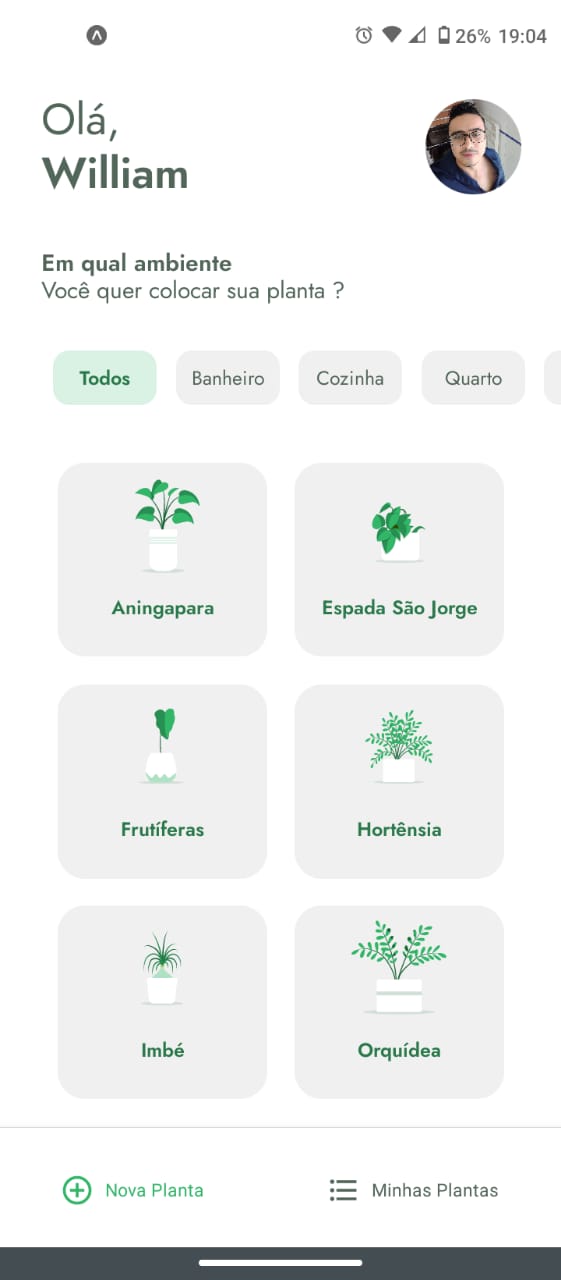 26% 19:04
Olá,
William
Em qual ambiente
Você quer colocar sua planta ?
Todos Banheiro Cozinha Quarto
Aningapara Espada São Jorge
Frutíferas Hortênsia
Imbé Orquídea
Nova Planta Minhas Plantas